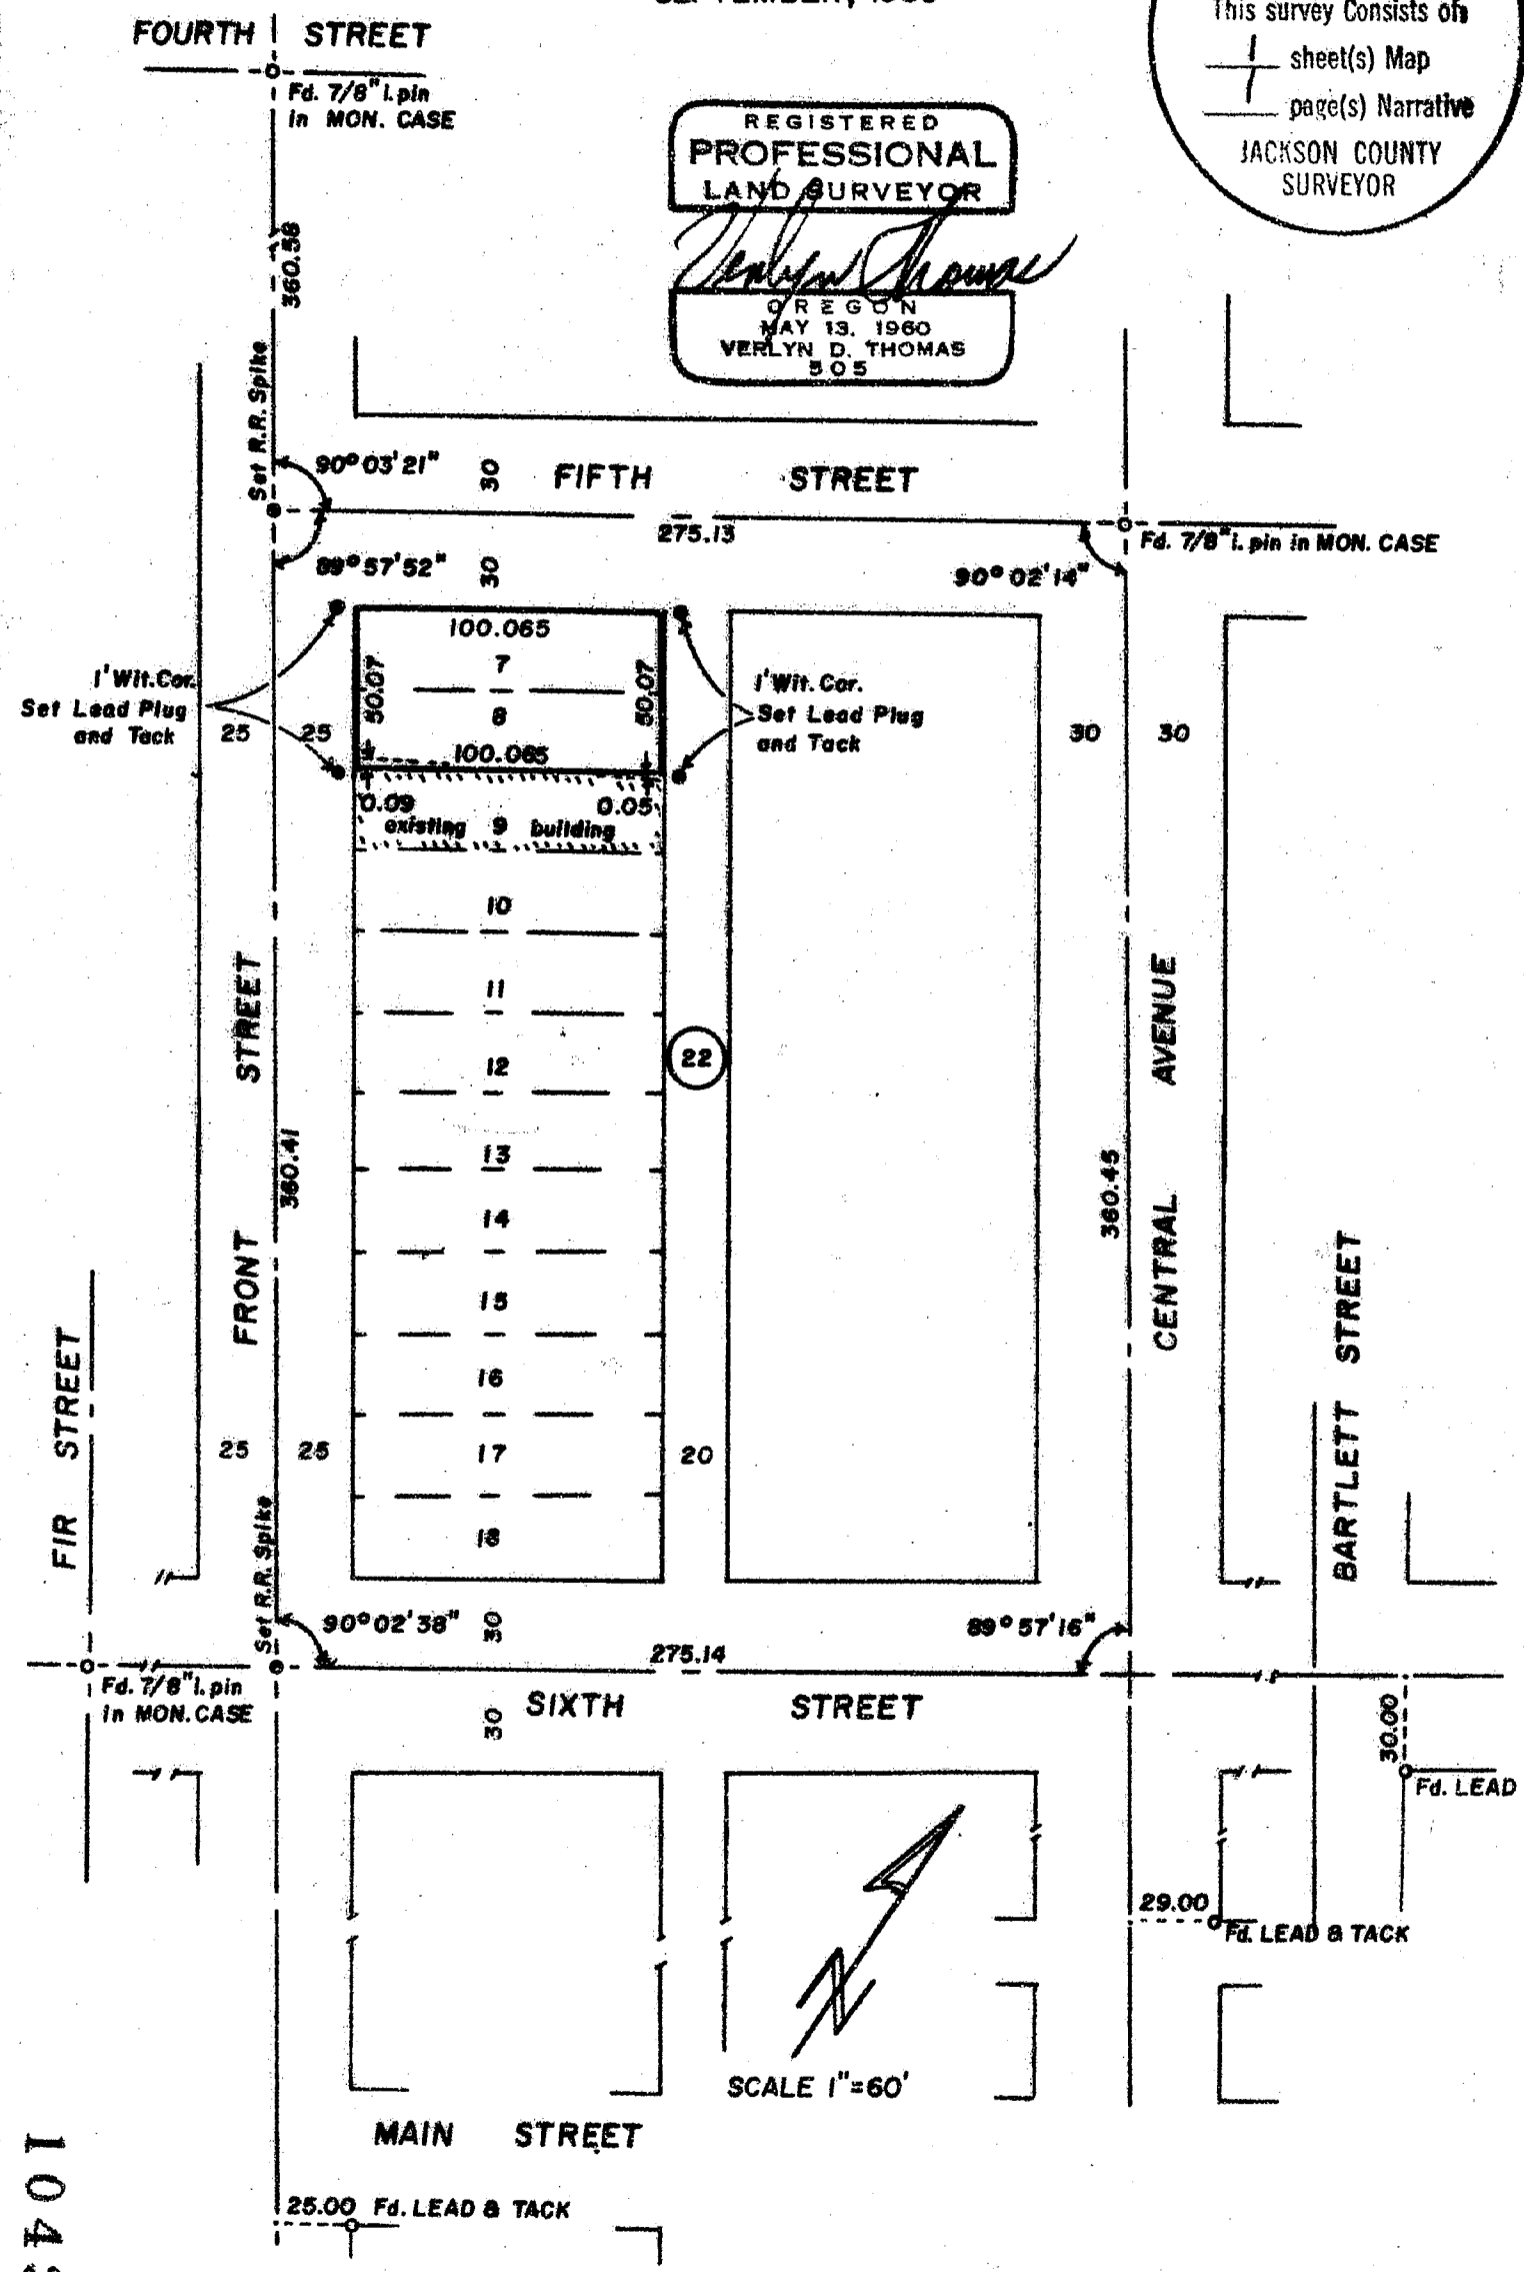 This survey Consists of:
1 sheet(s) Map
1 page(s) Narrative
JACKSON COUNTY
SURVEYOR
FOURTH STREET
Fd. 7/8" i.pin
in MON. CASE
REGISTERED
PROFESSIONAL
LAND SURVEYOR
Verlyn Thomas
OREGON
MAY 13, 1960
VERLYN D. THOMAS
505
360.58
Set R.R. Spike
90° 03' 21"
30
FIFTH STREET
275.13
Fd. 7/8" i.pin in MON. CASE
89° 57' 52"
30
90° 02' 14"
100.065
7
50.07
50.07
8
100.065
1' Wit.Cor.
Set Lead Plug
and Tack
1' Wit. Cor.
Set Lead Plug
and Tack
25
25
30
30
0.09
0.05
existing 9 building
10
11
12
22
13
14
15
16
17
18
FRONT STREET
360.41
CENTRAL AVENUE
360.45
BARTLETT STREET
FIR STREET
25
25
20
Set R.R. Spike
90° 02' 38"
30
89° 57' 16"
275.14
Fd. 7/8" i.pin
in MON. CASE
30
SIXTH STREET
30.00
Fd. LEAD
29.00
Fd. LEAD & TACK
N
SCALE 1"=60'
MAIN STREET
25.00 Fd. LEAD & TACK
104